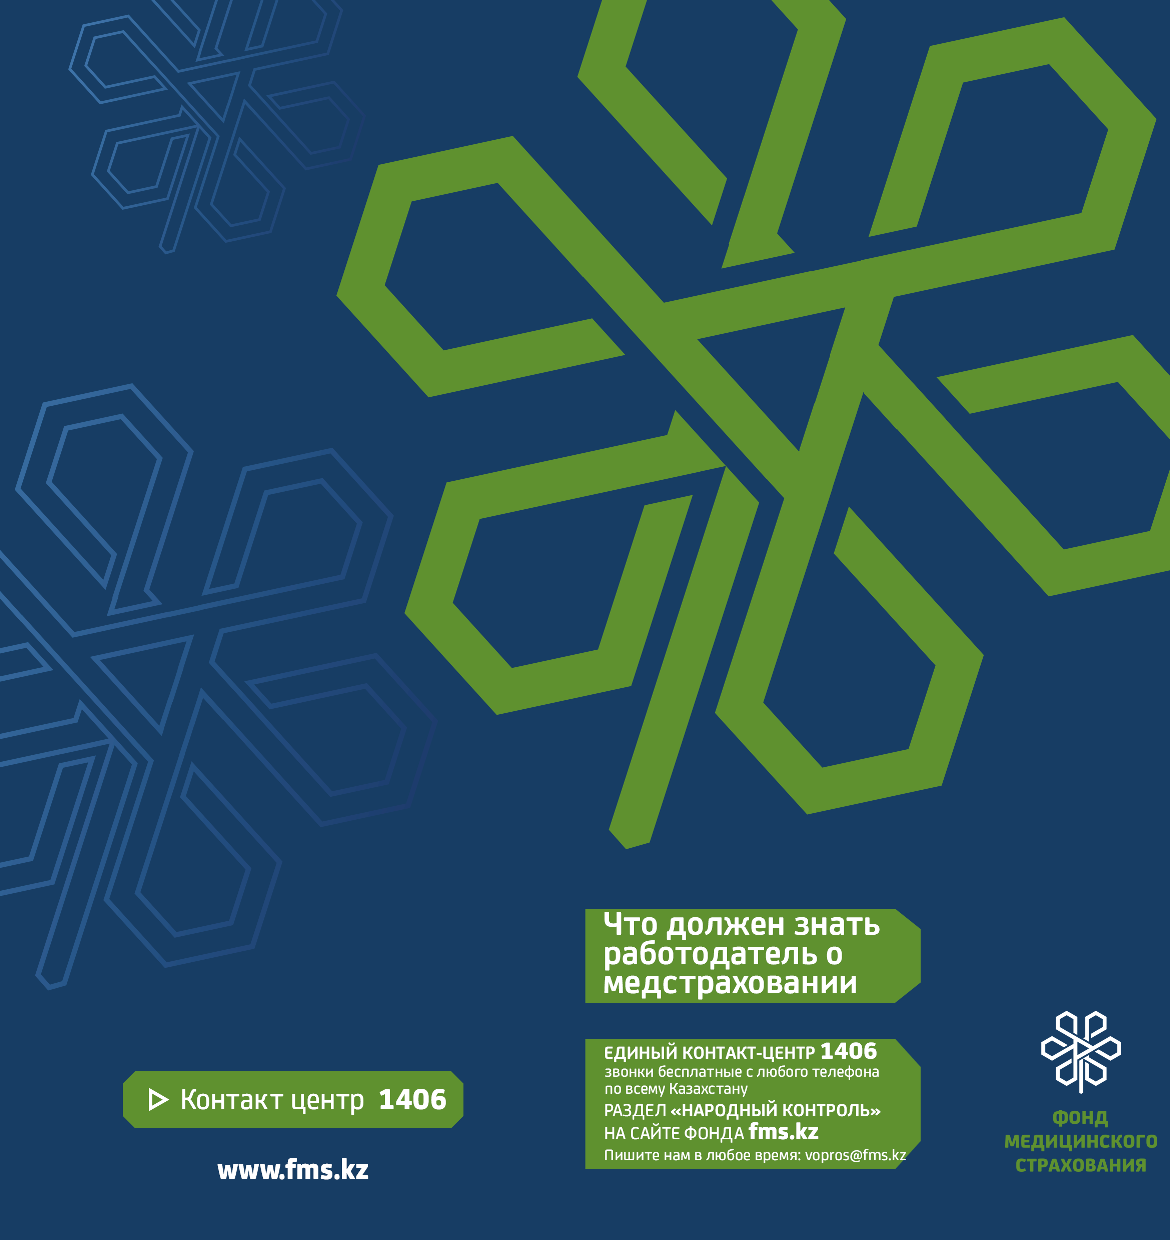 Что должен знать
работодатель о
медстраховании
ЕДИНЫЙ КОНТАКТ-ЦЕНТР 1406
звонки бесплатные с любого телефона
по всему Казахстану
РАЗДЕЛ «НАРОДНЫЙ КОНТРОЛЬ»
НА САЙТЕ ФОНДА fms.kz
Пишите нам в любое время: vopros@fms.kz
Контакт центр 1406
www.fms.kz
ФОНД
МЕДИЦИНСКОГО
СТРАХОВАНИЯ